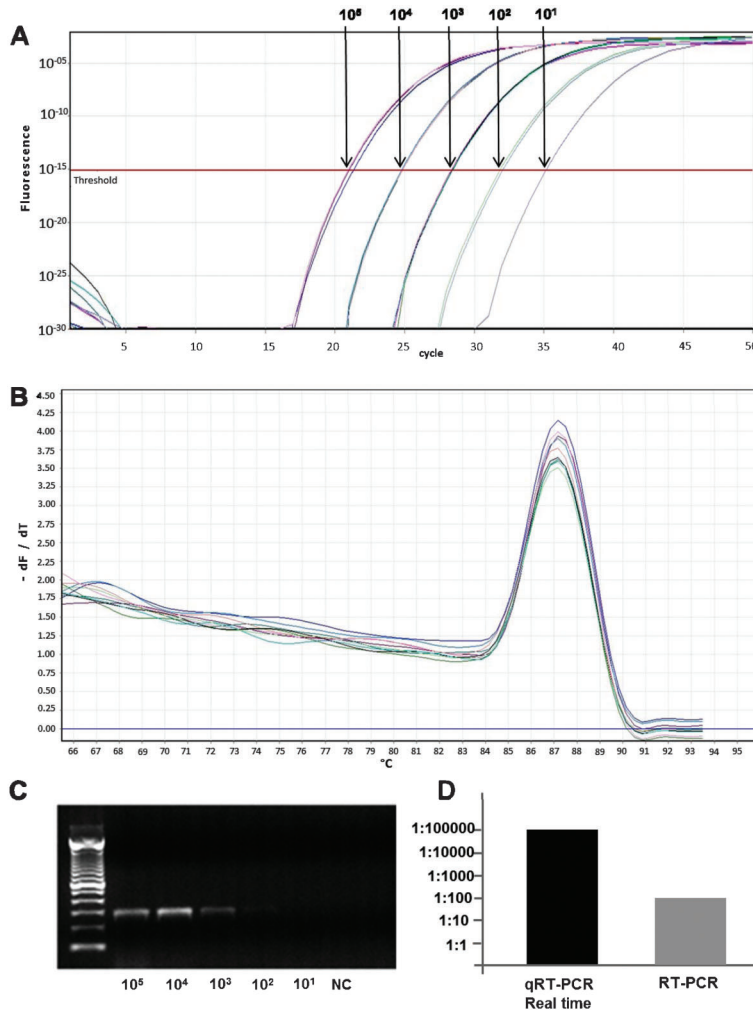 A
10⁵ 10⁴ 10³ 10² 10¹
Fluorescence
10⁻⁰⁵
10⁻¹⁰
10⁻¹⁵
Threshold
10⁻²⁰
10⁻²⁵
10⁻³⁰
5 10 15 20 25 30 35 40 45 50
cycle
B
- dF / dT
4.50
4.25
4.00
3.75
3.50
3.25
3.00
2.75
2.50
2.25
2.00
1.75
1.50
1.25
1.00
0.75
0.50
0.25
0.00
66 67 68 69 70 71 72 73 74 75 76 77 78 79 80 81 82 83 84 85 86 87 88 89 90 91 92 93 94 95
°C
C
10⁵ 10⁴ 10³ 10² 10¹ NC
D
1:100000
1:10000
1:1000
1:100
1:10
1:1
qRT-PCR RT-PCR
Real time